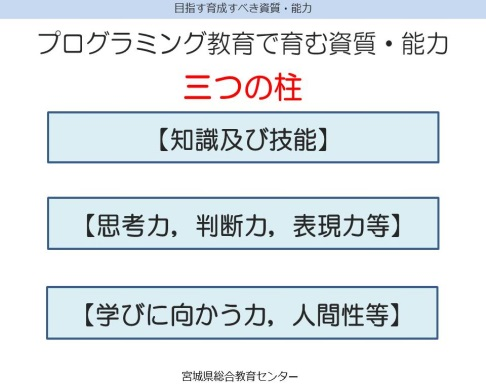 目指す育成すべき資質・能力
プログラミング教育で育む資質・能力
三つの柱
【知識及び技能】
【思考力，判断力，表現力等】
【学びに向かう力，人間性等】
宮城県総合教育センター